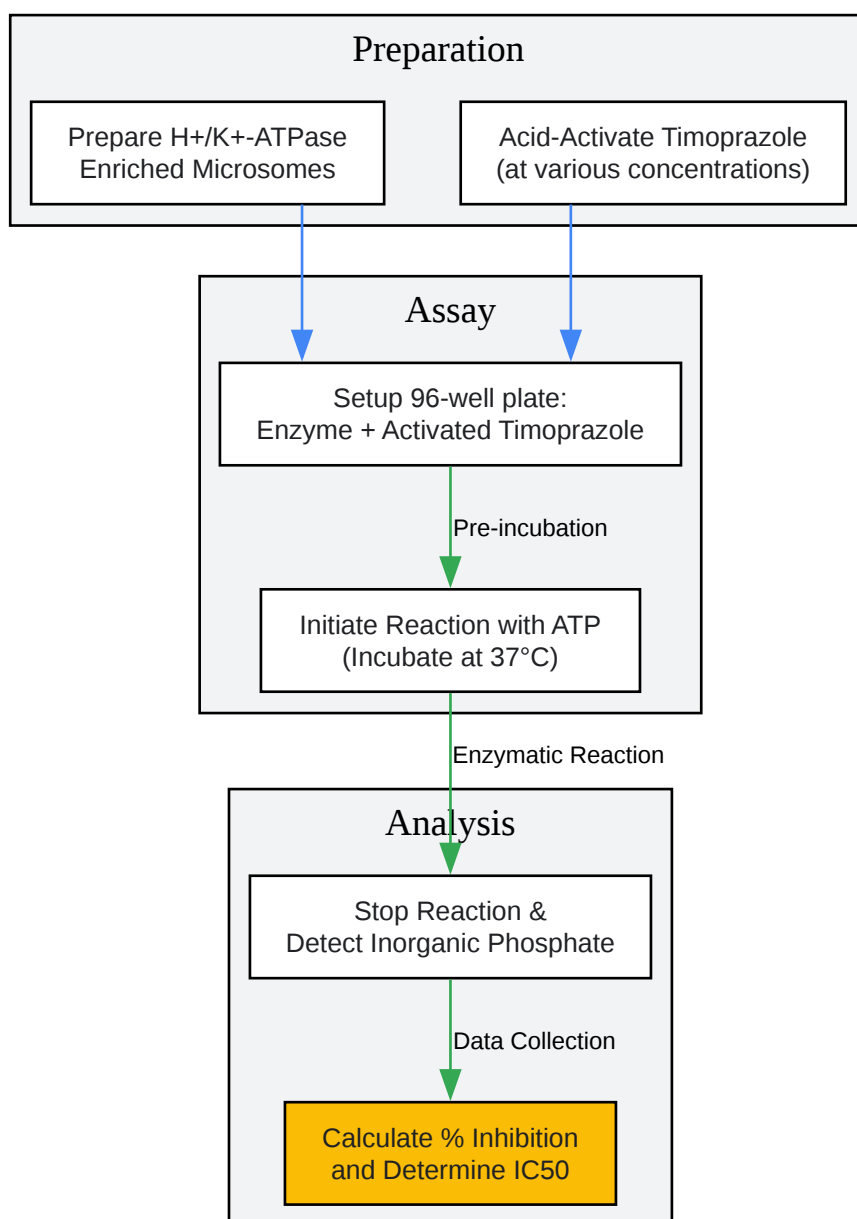 Preparation
Prepare H+/K+-ATPase
Enriched Microsomes
Acid-Activate Timoprazole
(at various concentrations)
Assay
Setup 96-well plate:
Enzyme + Activated Timoprazole
Pre-incubation
Initiate Reaction with ATP
(Incubate at 37°C)
Enzymatic Reaction
Analysis
Stop Reaction &
Detect Inorganic Phosphate
Data Collection
Calculate % Inhibition
and Determine IC50